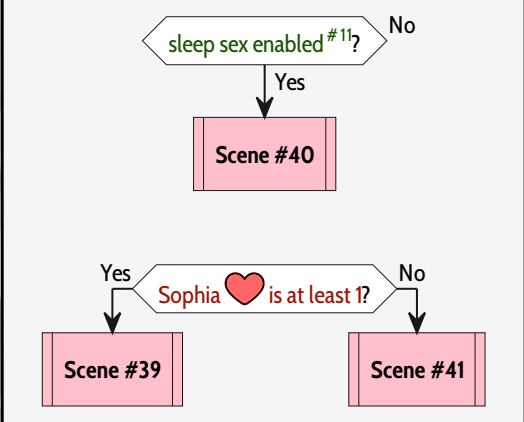 sleep sex enabled #11?
No
Yes
Scene #40
Yes
Sophia is at least 1?
No
Scene #39
Scene #41